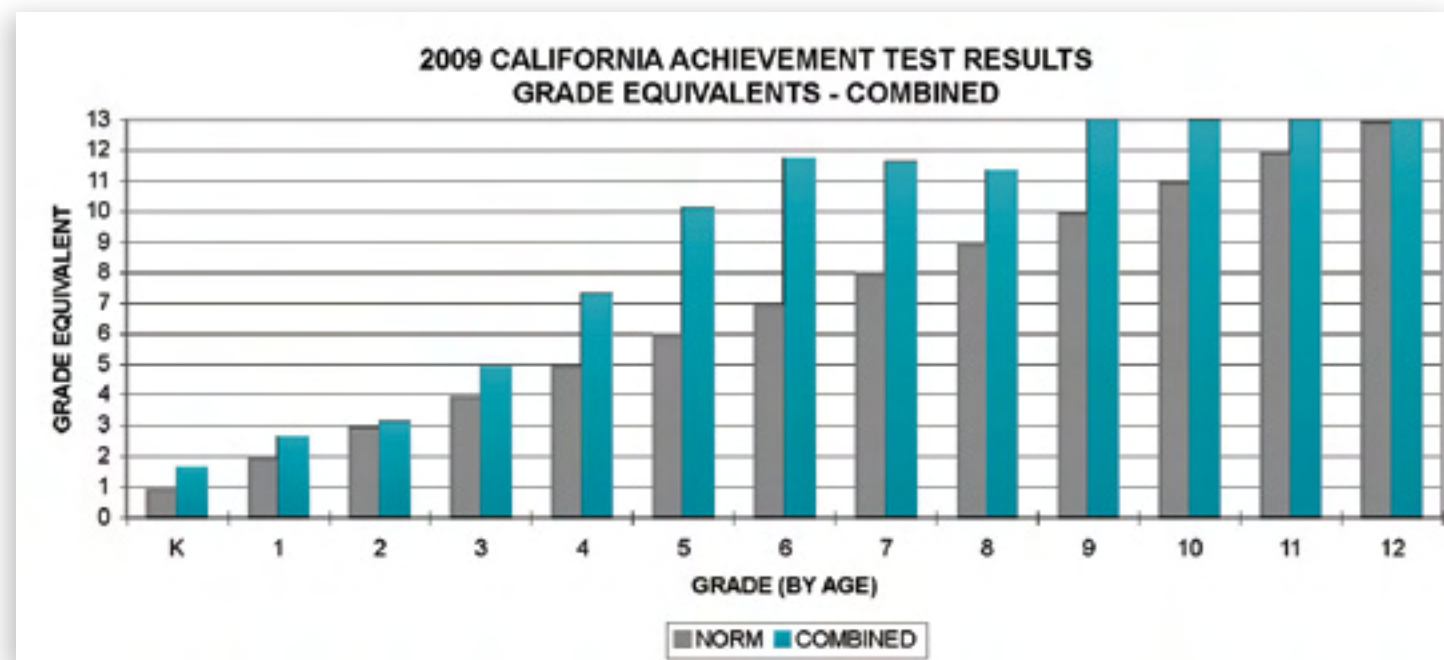 2009 CALIFORNIA ACHIEVEMENT TEST RESULTS
GRADE EQUIVALENTS - COMBINED
GRADE EQUIVALENT
13
12
11
10
9
8
7
6
5
4
3
2
1
0
K 1 2 3 4 5 6 7 8 9 10 11 12
GRADE (BY AGE)
NORM COMBINED